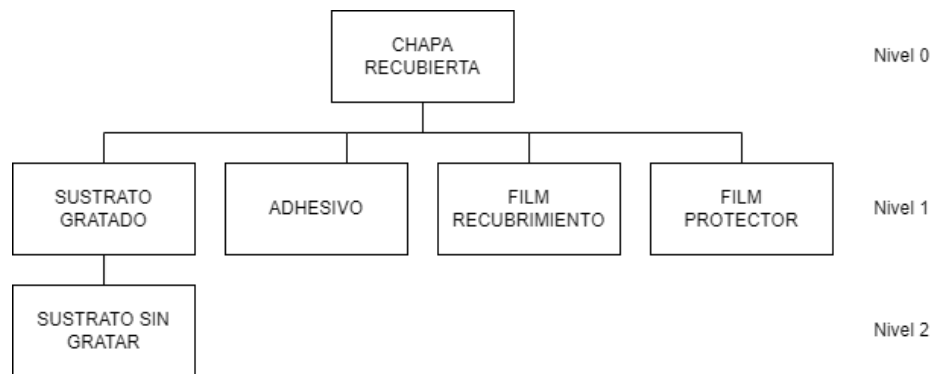 CHAPA
RECUBIERTA
Nivel 0
SUSTRATO
GRATADO
ADHESIVO
FILM
RECUBRIMIENTO
FILM
PROTECTOR
Nivel 1
SUSTRATO SIN
GRATAR
Nivel 2